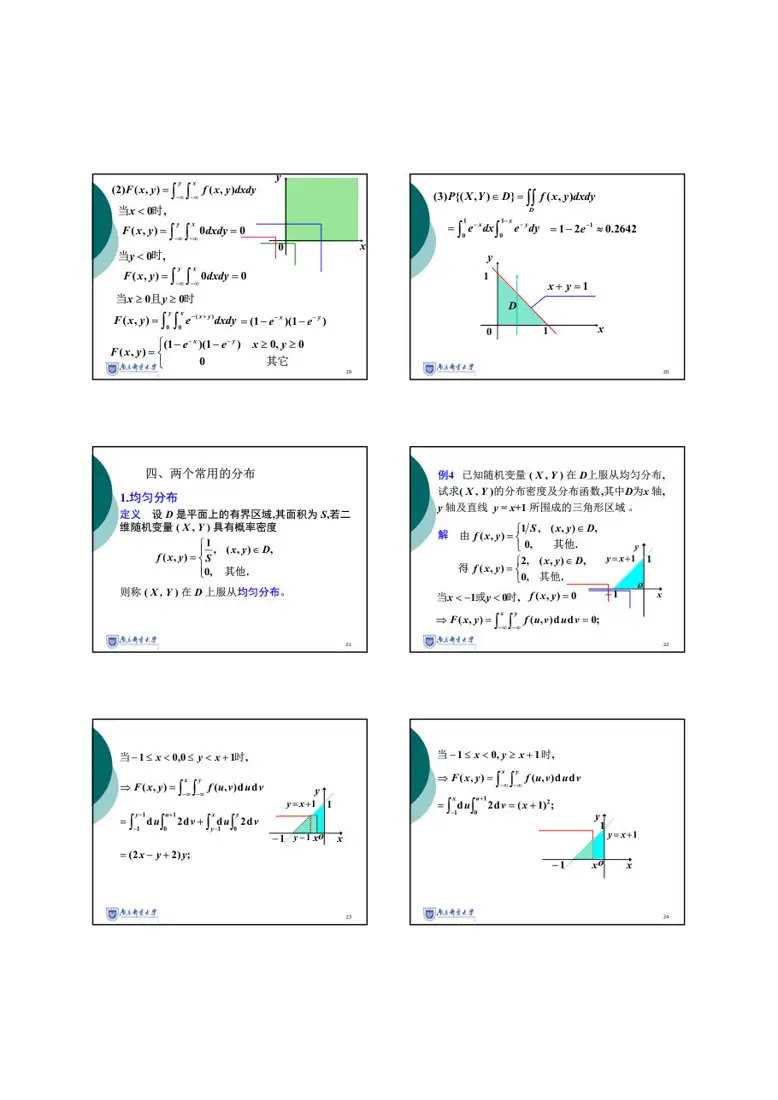 (2)F(x, y) = ∫_{-∞}^{y} ∫_{-∞}^{x} f(x, y)dxdy
当x < 0时,
F(x, y) = ∫_{-∞}^{y} ∫_{-∞}^{x} 0dxdy = 0
当y < 0时,
F(x, y) = ∫_{-∞}^{y} ∫_{-∞}^{x} 0dxdy = 0
当x ≥ 0且y ≥ 0时
F(x, y) = ∫_{0}^{y} ∫_{0}^{x} e^{-(x+y)}dxdy = (1 − e^{-x})(1 − e^{-y})
F(x, y) = { (1 − e^{-x})(1 − e^{-y}) x ≥ 0, y ≥ 0
0 其它
y
0
x
19
(3)P{(X,Y) ∈ D} = ∬_{D} f(x, y)dxdy
= ∫_{0}^{1} e^{-x}dx ∫_{0}^{1-x} e^{-y}dy = 1 − 2e^{-1} ≈ 0.2642
y
1
x + y = 1
D
0
1
x
20
四、两个常用的分布
1.均匀分布
定义 设 D 是平面上的有界区域,其面积为 S,若二
维随机变量 ( X , Y ) 具有概率密度
f(x, y) = { 1/S, (x, y) ∈ D,
0, 其他.
则称 ( X , Y ) 在 D 上服从均匀分布。
21
例4 已知随机变量 ( X , Y ) 在 D上服从均匀分布,
试求( X , Y )的分布密度及分布函数,其中D为x 轴,
y 轴及直线 y = x+1 所围成的三角形区域 。
解 由 f(x, y) = { 1/S, (x, y) ∈ D,
0, 其他.
得 f(x, y) = { 2, (x, y) ∈ D,
0, 其他.
当x < −1或y < 0时, f(x, y) = 0
⇒ F(x, y) = ∫_{-∞}^{x} ∫_{-∞}^{y} f(u,v)dudv = 0;
y
y = x+1
1
o
−1
x
22
当 −1 ≤ x < 0,0 ≤ y < x + 1时,
⇒ F(x, y) = ∫_{-∞}^{x} ∫_{-∞}^{y} f(u,v)dudv
= ∫_{-1}^{y−1} du∫_{0}^{u+1} 2dv + ∫_{y−1}^{x} du∫_{0}^{y} 2dv
= (2x − y + 2)y;
y
y = x+1
1
−1
y−1
x
o
x
23
当 −1 ≤ x < 0, y ≥ x + 1 时,
⇒ F(x, y) = ∫_{-∞}^{x} ∫_{-∞}^{y} f(u,v)dudv
= ∫_{-1}^{x} du∫_{0}^{u+1} 2dv = (x + 1)²;
y
1
y = x+1
−1
x
o
x
24